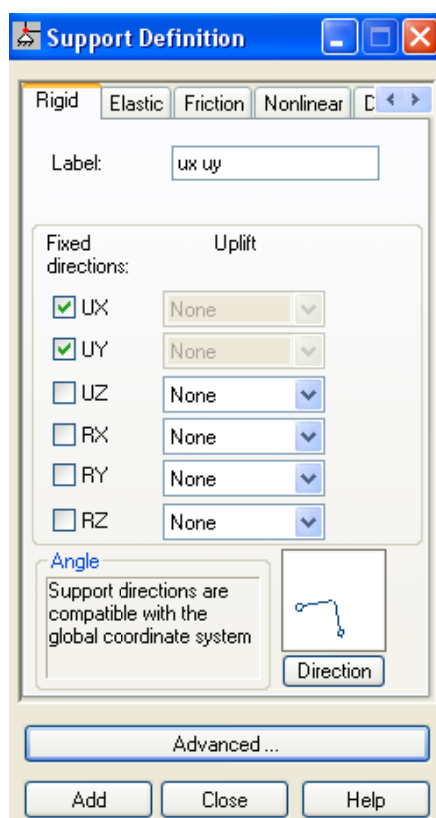 Support Definition
Rigid Elastic Friction Nonlinear
Label: ux uy
Fixed directions: Uplift
UX None
UY None
UZ None
RX None
RY None
RZ None
Angle
Support directions are
compatible with the
global coordinate system
Direction
Advanced ...
Add Close Help